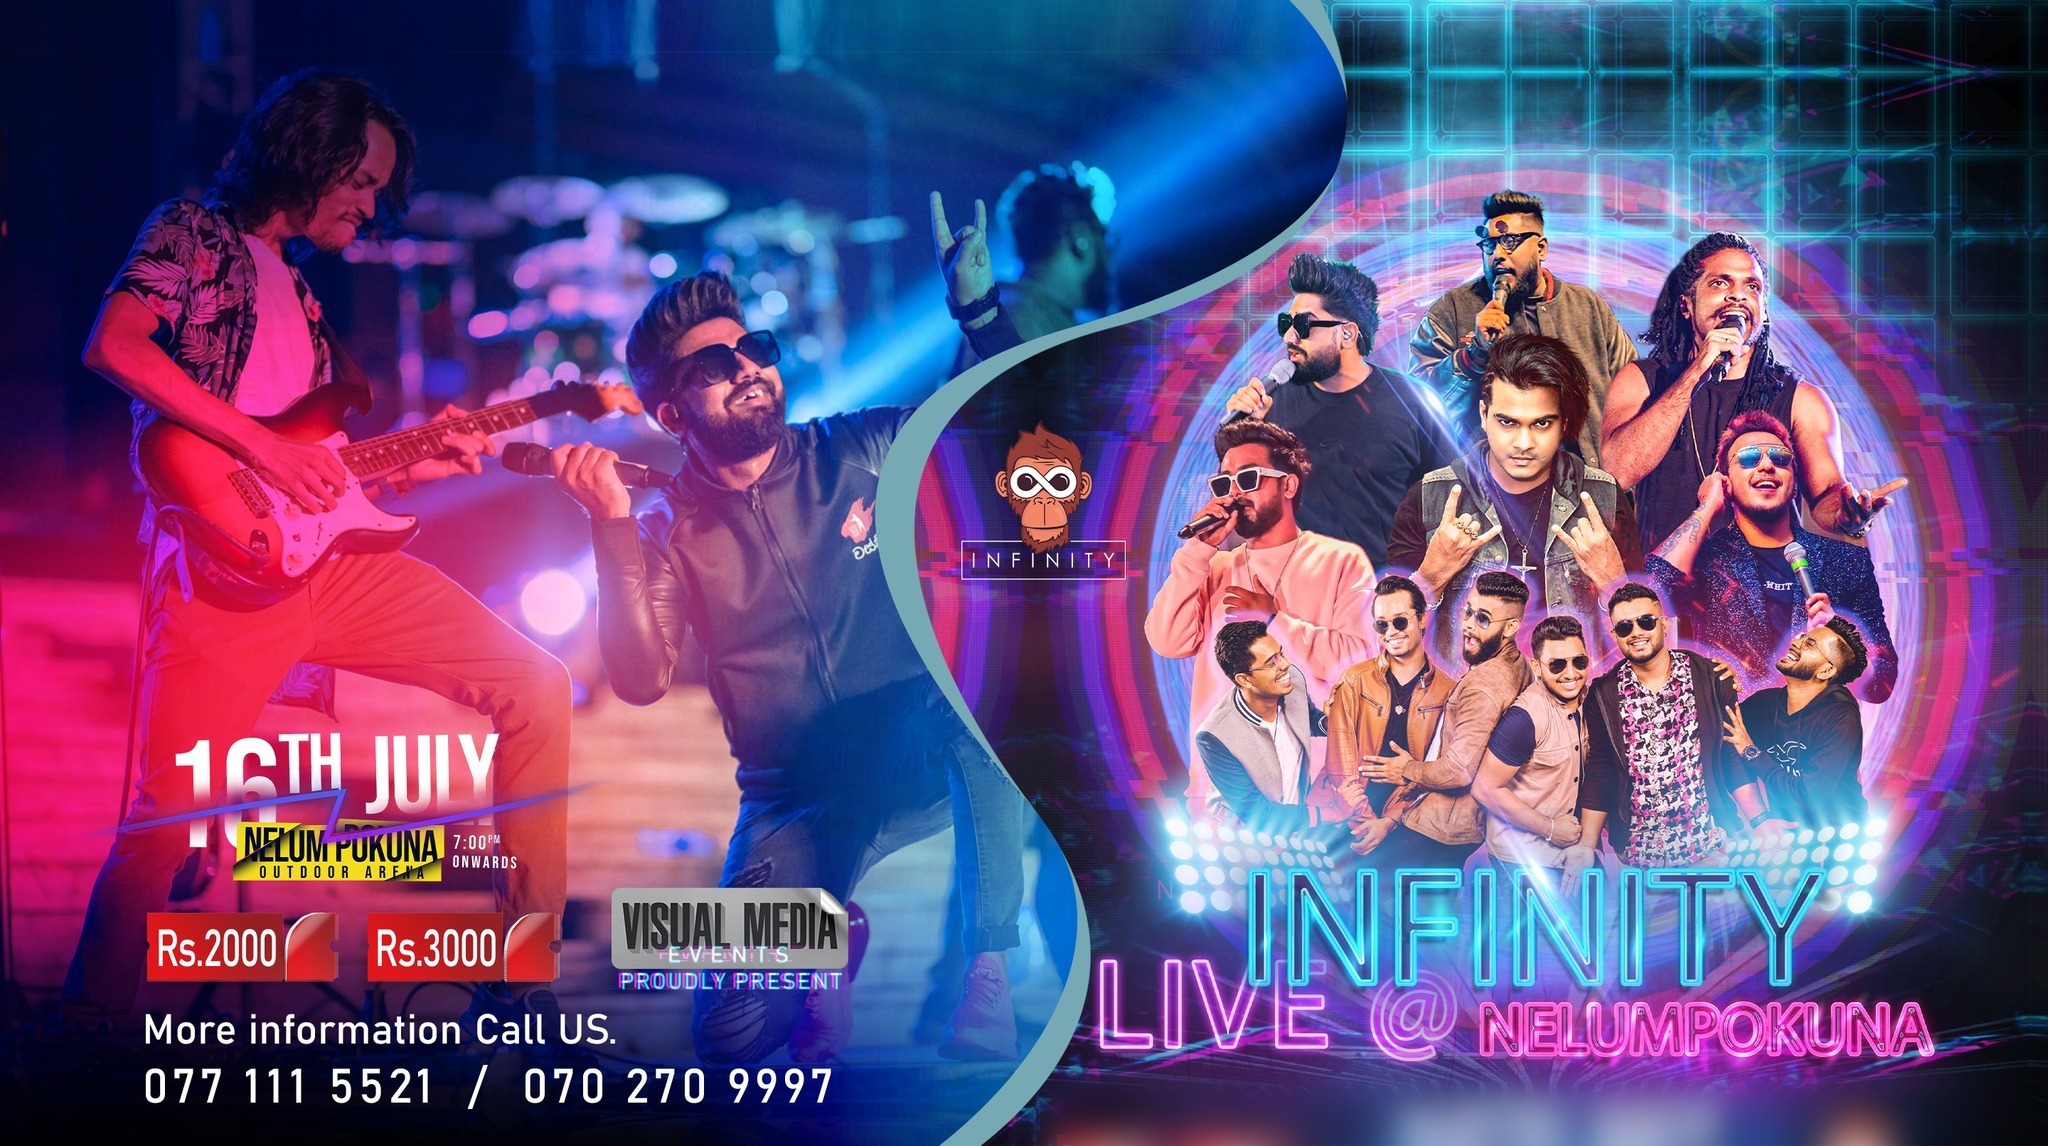 16TH JULY
NELUM POKUNA
OUTDOOR ARENA
7:00PM
ONWARDS
Rs.2000
Rs.3000
VISUAL MEDIA
EVENTS
PROUDLY PRESENT
More information Call US.
077 111 5521 / 070 270 9997
INFINITY
WHIT
INFINITY
LIVE @ NELUMPOKUNA